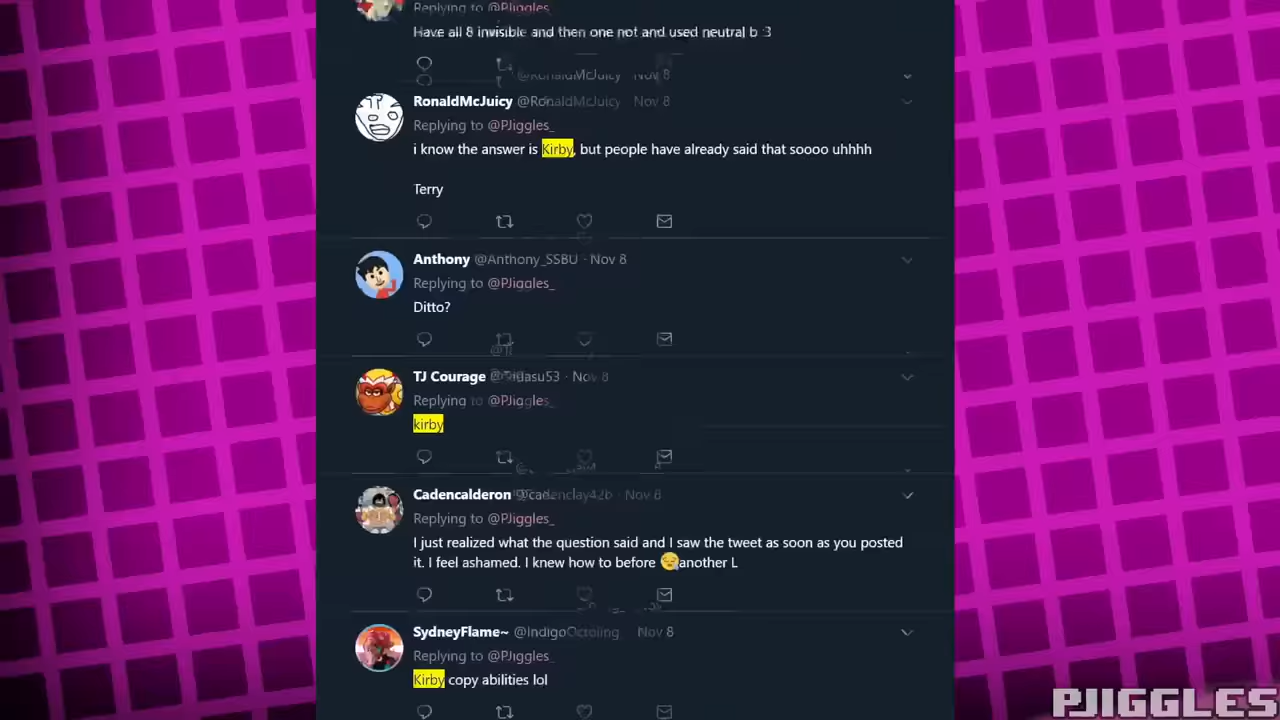 Replying to @PJiggles_
Have all 8 invisible and then one not and used neutral b :3
@RonaldMcJuicy Nov 8
RonaldMcJuicy @RonaldMcJuicy Nov 8
Replying to @PJiggles_
i know the answer is Kirby, but people have already said that soooo uhhhh
Terry
Anthony @Anthony_SSBU · Nov 8
Replying to @PJiggles_
Ditto?
TJ Courage · Nov 8
Replying to @PJiggles_
kirby
Cadencalderon · Nov 8
Replying to @PJiggles_
I just realized what the question said and I saw the tweet as soon as you posted
it. I feel ashamed. I knew how to before 😪another L
SydneyFlame~ @IndigoOctoling Nov 8
Replying to @PJiggles_
Kirby copy abilities lol
PJIGGLES